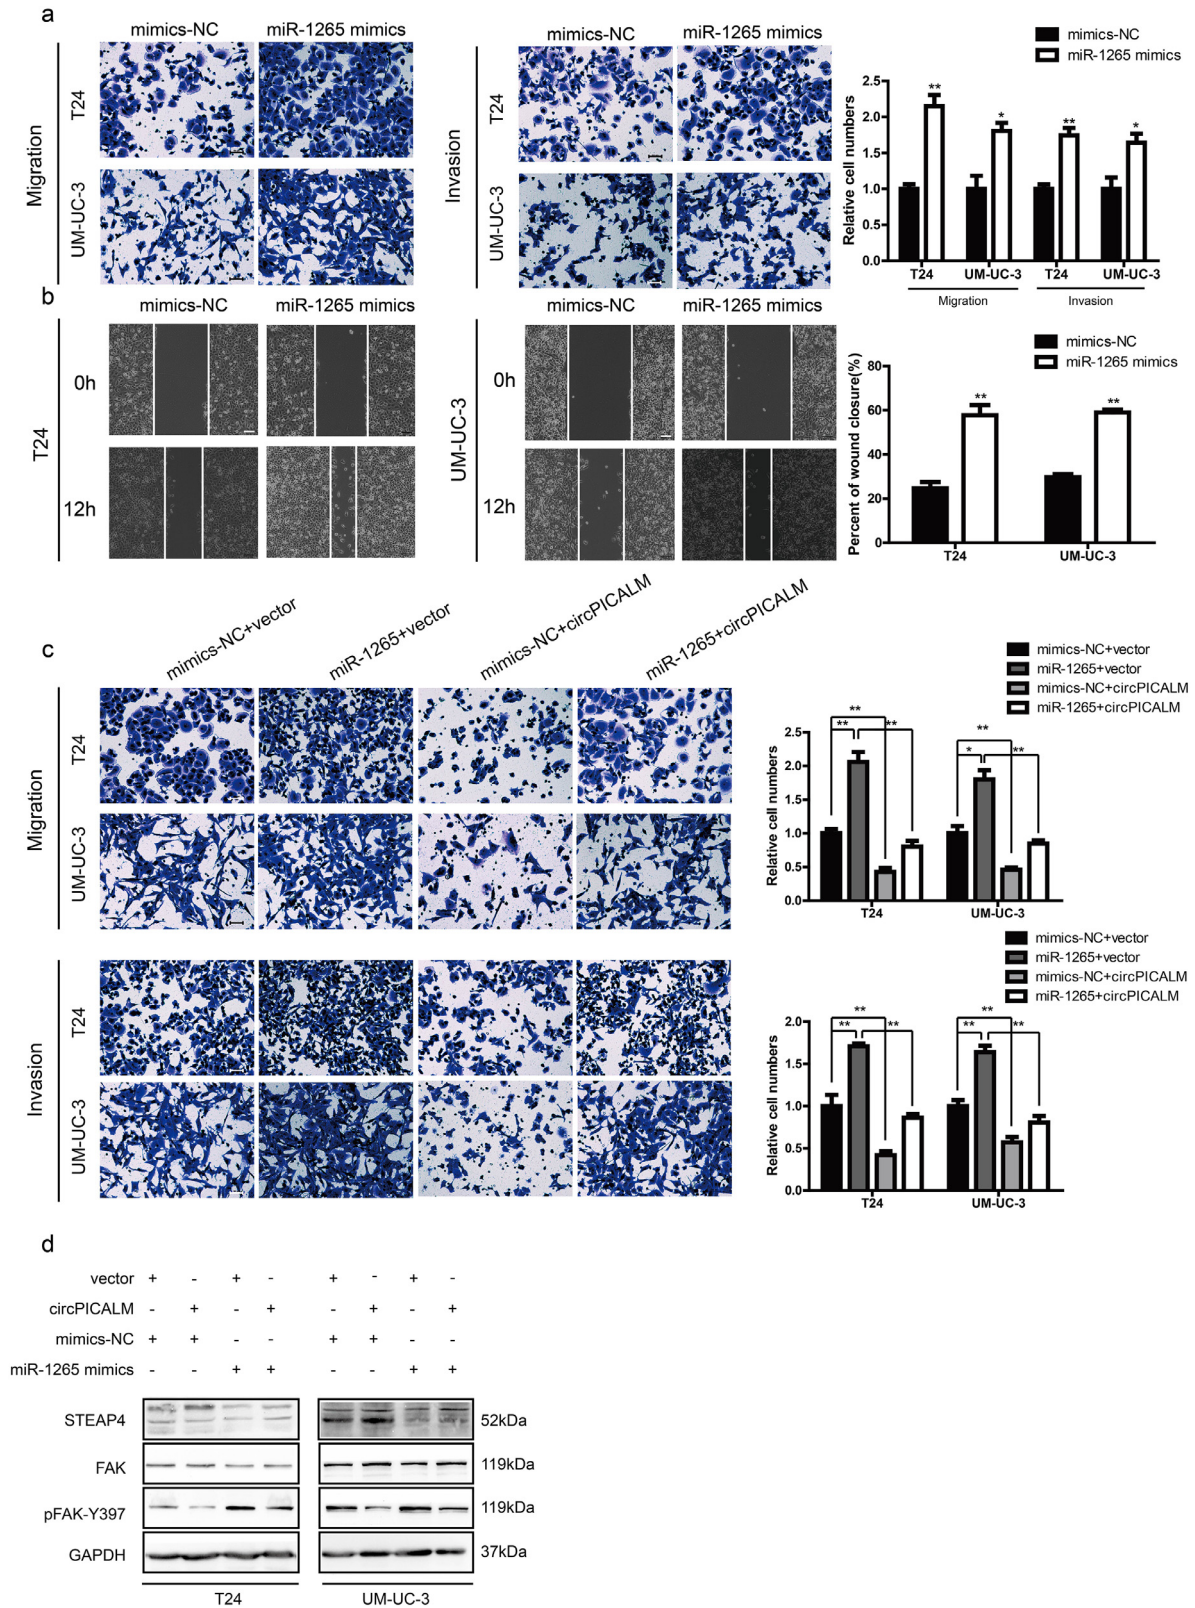 a
mimics-NC miR-1265 mimics
Migration
T24
UM-UC-3
mimics-NC miR-1265 mimics
Invasion
T24
UM-UC-3
mimics-NC
miR-1265 mimics
Relative cell numbers
2.5
2.0
1.5
1.0
0.5
0.0
** * ** *
T24 UM-UC-3 T24 UM-UC-3
Migration Invasion
b
mimics-NC miR-1265 mimics
T24
0h
12h
mimics-NC miR-1265 mimics
UM-UC-3
0h
12h
mimics-NC
miR-1265 mimics
Percent of wound closure(%)
80
60
40
20
0
** **
T24 UM-UC-3
c
mimics-NC+vector miR-1265+vector mimics-NC+circPICALM miR-1265+circPICALM
Migration
T24
UM-UC-3
mimics-NC+vector
miR-1265+vector
mimics-NC+circPICALM
miR-1265+circPICALM
Relative cell numbers
2.5
2.0
1.5
1.0
0.5
0.0
** **
** ** * **
T24 UM-UC-3
Invasion
T24
UM-UC-3
mimics-NC+vector
miR-1265+vector
mimics-NC+circPICALM
miR-1265+circPICALM
Relative cell numbers
2.0
1.5
1.0
0.5
0.0
** **
** ** ** **
T24 UM-UC-3
d
vector + - + - + - + -
circPICALM - + - + - + - +
mimics-NC + + - - + + - -
miR-1265 mimics - - + + - - + +
STEAP4 52kDa
FAK 119kDa
pFAK-Y397 119kDa
GAPDH 37kDa
T24 UM-UC-3